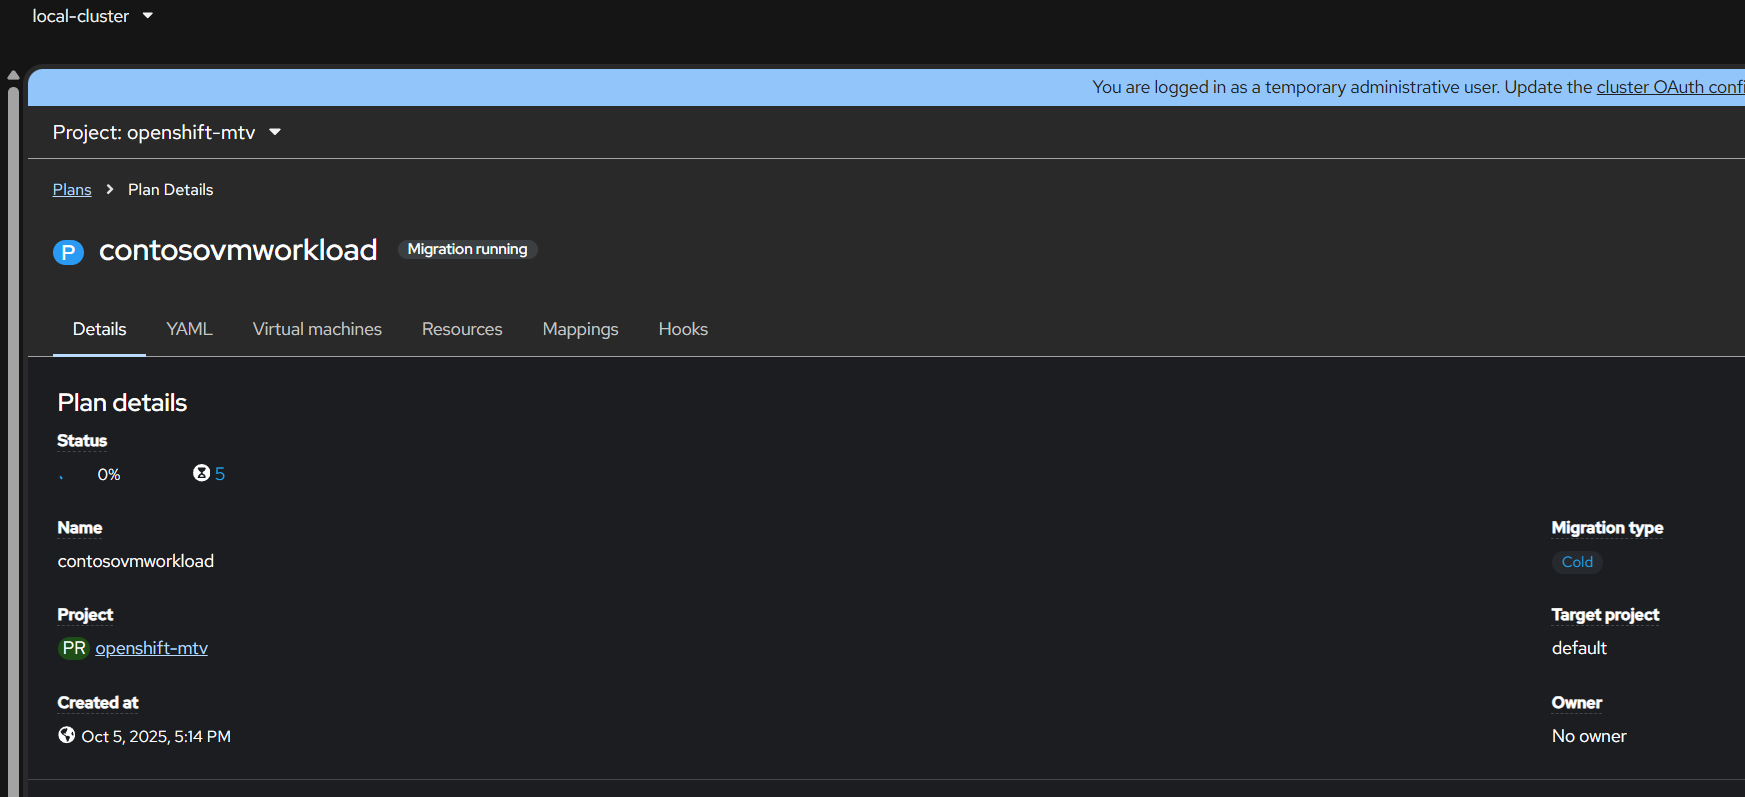 local-cluster
You are logged in as a temporary administrative user. Update the cluster OAuth confi
Project: openshift-mtv
Plans > Plan Details
P contosovmworkload Migration running
Details YAML Virtual machines Resources Mappings Hooks
Plan details
Status
0% 5
Name
contosovmworkload
Migration type
Cold
Project
PR openshift-mtv
Target project
default
Created at
Oct 5, 2025, 5:14 PM
Owner
No owner